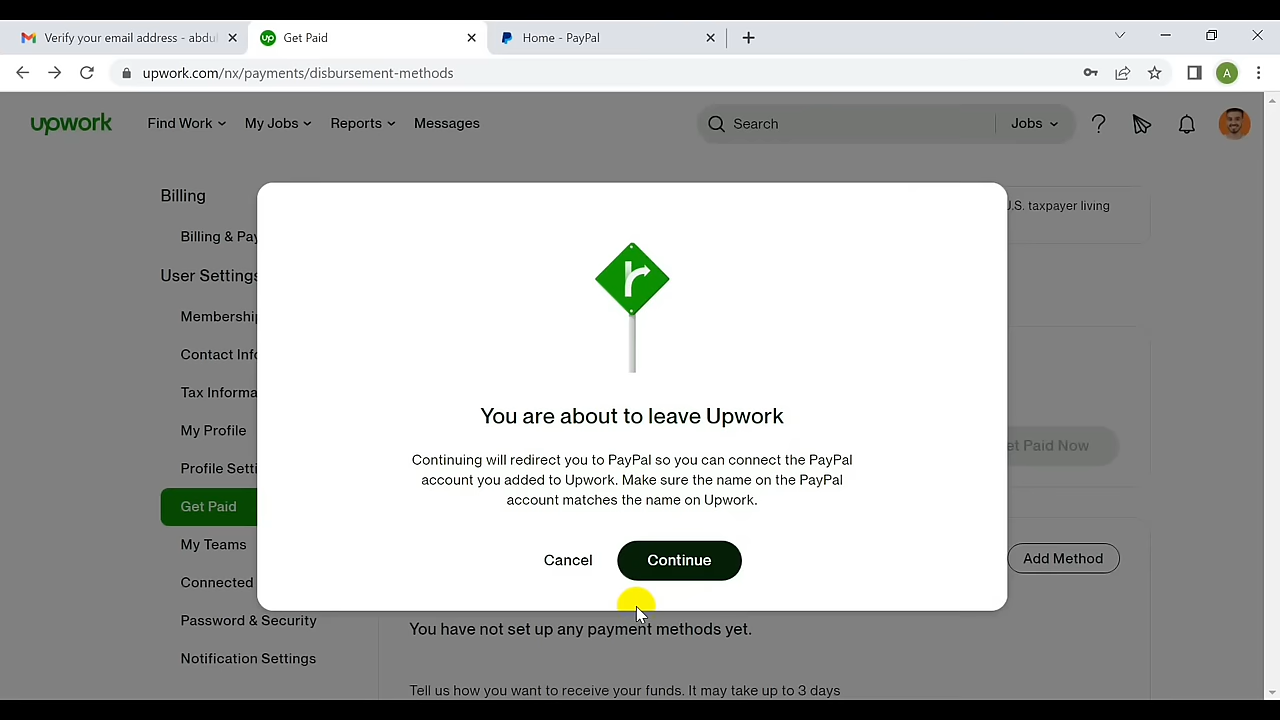 Verify your email address - abdul
Get Paid
Home - PayPal
upwork.com/nx/payments/disbursement-methods
A
upwork
Find Work
My Jobs
Reports
Messages
Search
Jobs
Billing
Billing & Pay
User Settings
Membership
Contact Info
Tax Informa
My Profile
Profile Setti
Get Paid
My Teams
Connected
Password & Security
Notification Settings
U.S. taxpayer living
You are about to leave Upwork
Continuing will redirect you to PayPal so you can connect the PayPal
account you added to Upwork. Make sure the name on the PayPal
account matches the name on Upwork.
Cancel
Continue
et Paid Now
Add Method
You have not set up any payment methods yet.
Tell us how you want to receive your funds. It may take up to 3 days